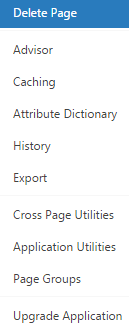 Delete Page
Advisor
Caching
Attribute Dictionary
History
Export
Cross Page Utilities
Application Utilities
Page Groups
Upgrade Application